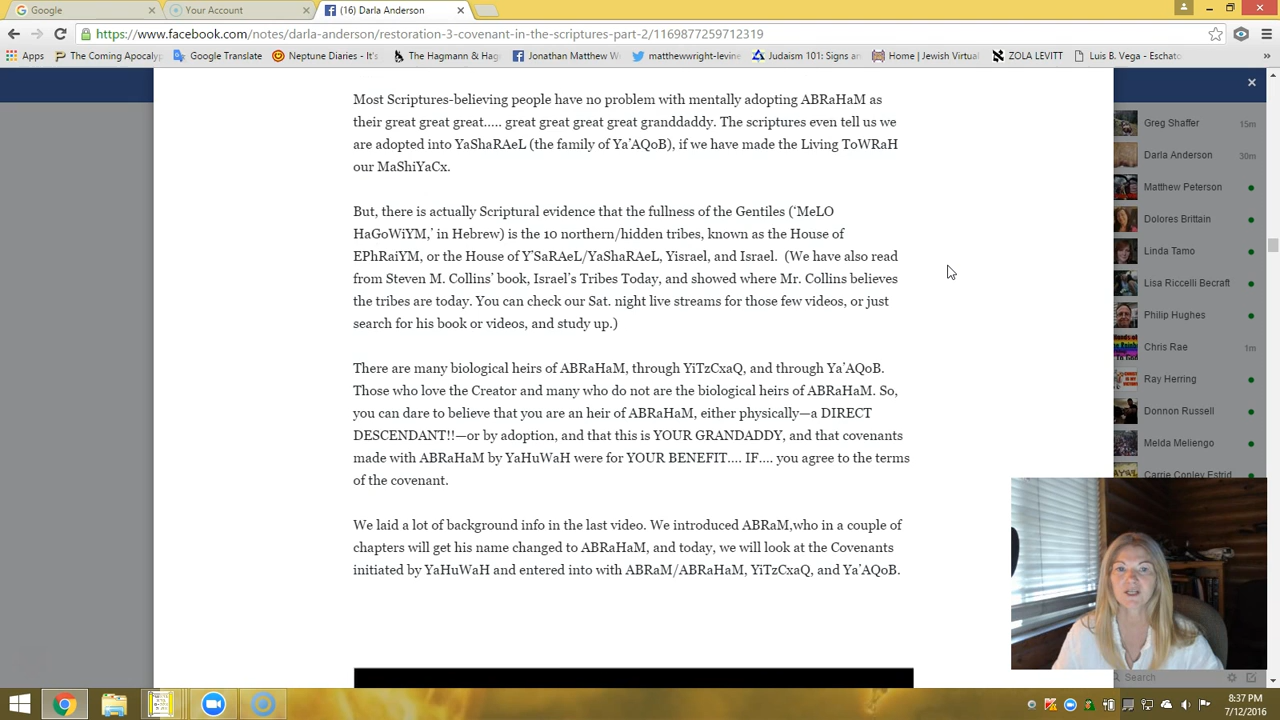 Google
Your Account
(16) Darla Anderson
https://www.facebook.com/notes/darla-anderson/restoration-3-covenant-in-the-scriptures-part-2/1169877259712319
Apps
The Coming Apocalyp
Google Translate
Neptune Diaries - It's
The Hagmann & Hag
Jonathan Matthew W
matthewwright-levine
Judaism 101: Signs an
Home | Jewish Virtual
ZOLA LEVITT
Luis B. Vega - Eschato
Most Scriptures-believing people have no problem with mentally adopting ABRaHaM as
their great great great..... great great great great granddaddy. The scriptures even tell us we
are adopted into YaShaRAeL (the family of Ya'AQoB), if we have made the Living ToWRaH
our MaShiYaCx.
But, there is actually Scriptural evidence that the fullness of the Gentiles ('MeLO
HaGoWiYM,' in Hebrew) is the 10 northern/hidden tribes, known as the House of
EPhRaiYM, or the House of Y'SaRAeL/YaShaRAeL, Yisrael, and Israel.  (We have also read
from Steven M. Collins' book, Israel's Tribes Today, and showed where Mr. Collins believes
the tribes are today. You can check our Sat. night live streams for those few videos, or just
search for his book or videos, and study up.)
There are many biological heirs of ABRaHaM, through YiTzCxaQ, and through Ya'AQoB.
Those who love the Creator and many who do not are the biological heirs of ABRaHaM. So,
you can dare to believe that you are an heir of ABRaHaM, either physically—a DIRECT
DESCENDANT!!—or by adoption, and that this is YOUR GRANDADDY, and that covenants
made with ABRaHaM by YaHuWaH were for YOUR BENEFIT.... IF.... you agree to the terms
of the covenant.
We laid a lot of background info in the last video. We introduced ABRaM,who in a couple of
chapters will get his name changed to ABRaHaM, and today, we will look at the Covenants
initiated by YaHuWaH and entered into with ABRaM/ABRaHaM, YiTzCxaQ, and Ya'AQoB.
Greg Shaffer 15m
Darla Anderson 30m
Matthew Peterson
Dolores Brittain
Linda Tamo
Lisa Riccelli Becraft
Philip Hughes
Chris Rae 1m
Ray Herring
Donnon Russell
Melda Meliengo
Carrie Conley Estrid
Search
8:37 PM
7/12/2016